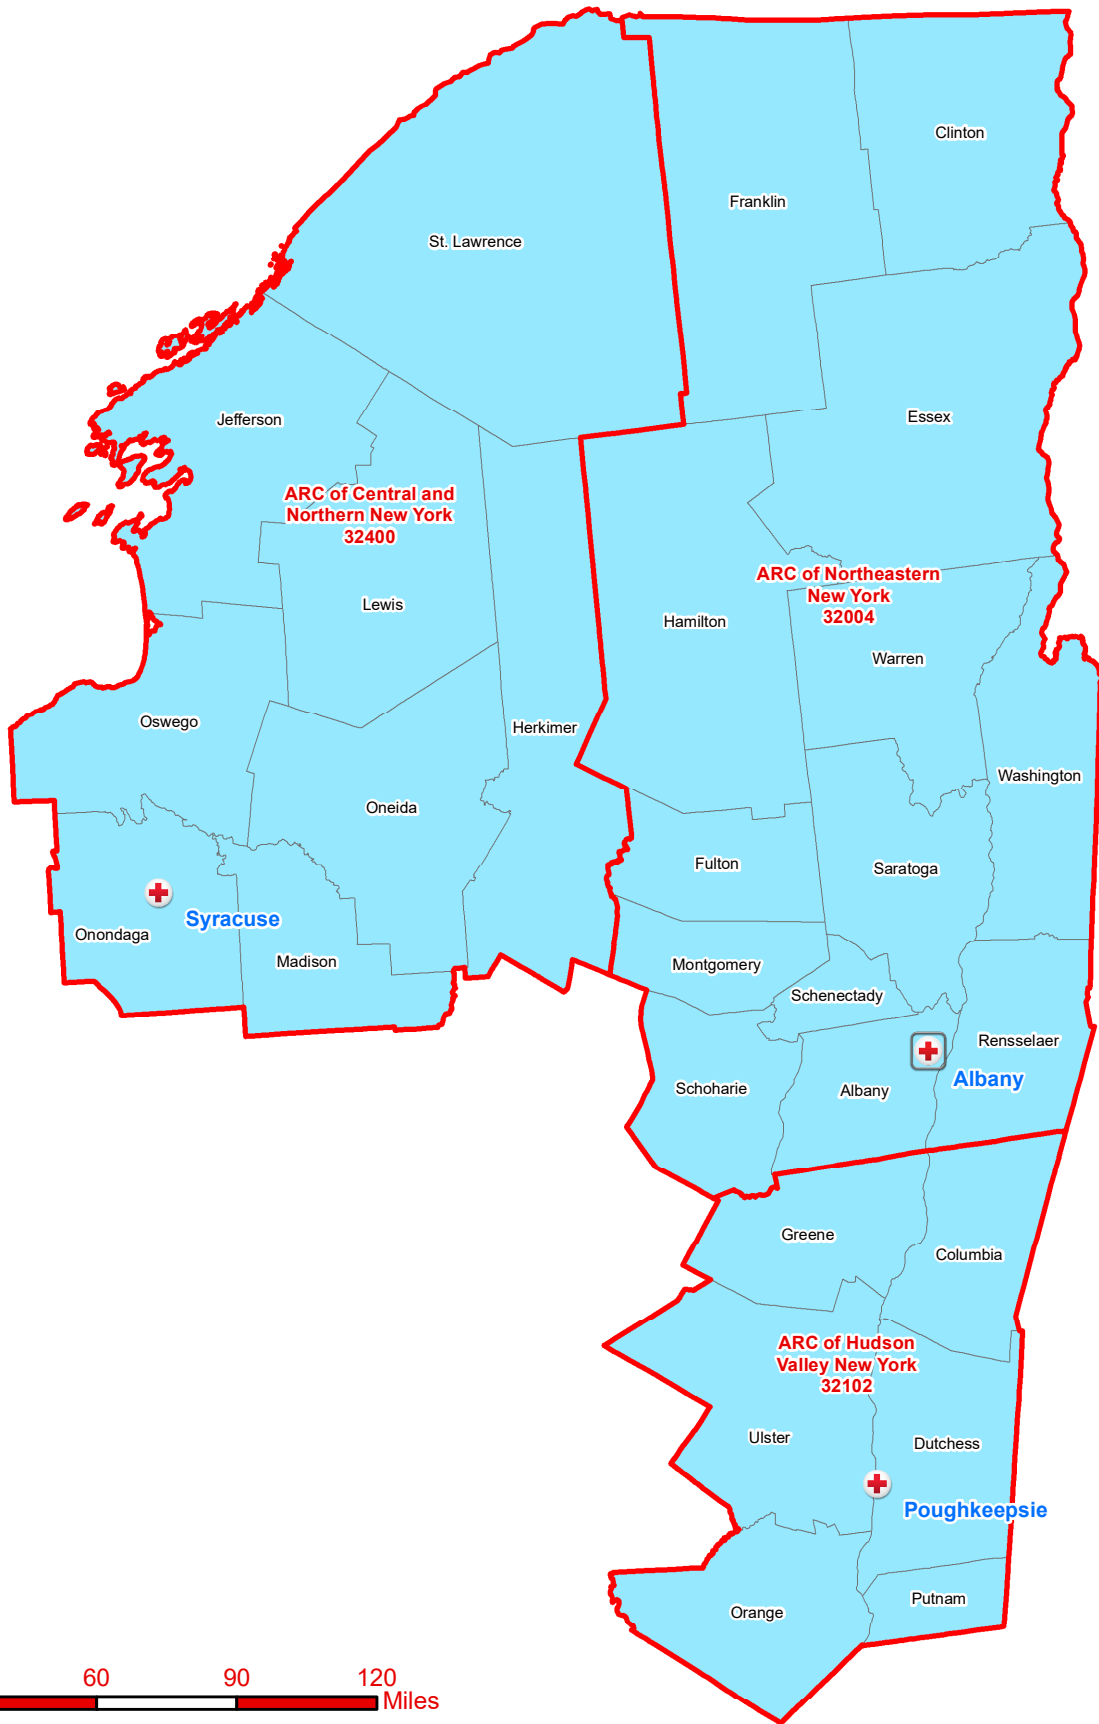 Clinton
Franklin
St. Lawrence
Essex
Jefferson
ARC of Central and
Northern New York
32400
ARC of Northeastern
New York
32004
Lewis
Hamilton
Warren
Oswego
Herkimer
Washington
Oneida
Fulton
Saratoga
Syracuse
Onondaga
Madison
Montgomery
Schenectady
Rensselaer
Albany
Schoharie
Albany
Greene
Columbia
ARC of Hudson
Valley New York
32102
Ulster
Dutchess
Poughkeepsie
Putnam
Orange
60 90 120
Miles